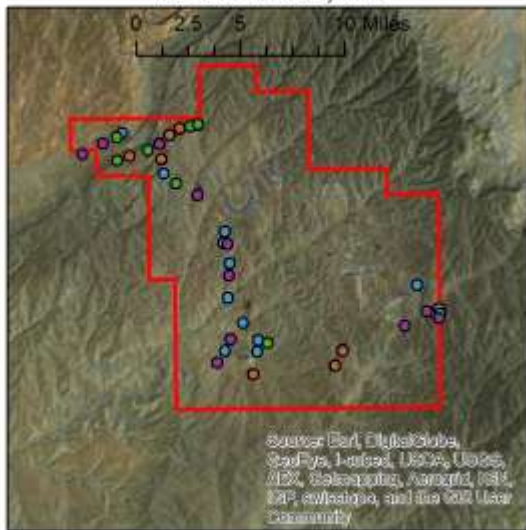 0 2.5 5 10 Miles
Source: Esri, DigitalGlobe,
GeoEye, i-cubed, USDA, USGS,
AEX, Getmapping, Aerogrid, IGN,
IGP, swisstopo, and the GIS User
Community